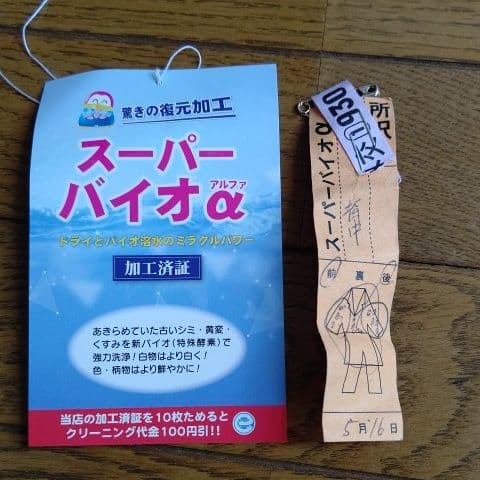 驚きの復元加工
スーパー
バイオα
アルファ
ドライとバイオ溶水のミラクルパワー
加工済証
あきらめていた古いシミ・黄変・
くすみを新バイオ(特殊酵素)で
強力洗浄!白物はより白く!
色・柄物はより鮮やかに!
当店の加工済証を10枚ためると
クリーニング代金100円引!!
930
所沢
スーパーバイオα
背中
前 裏 後
5月16日